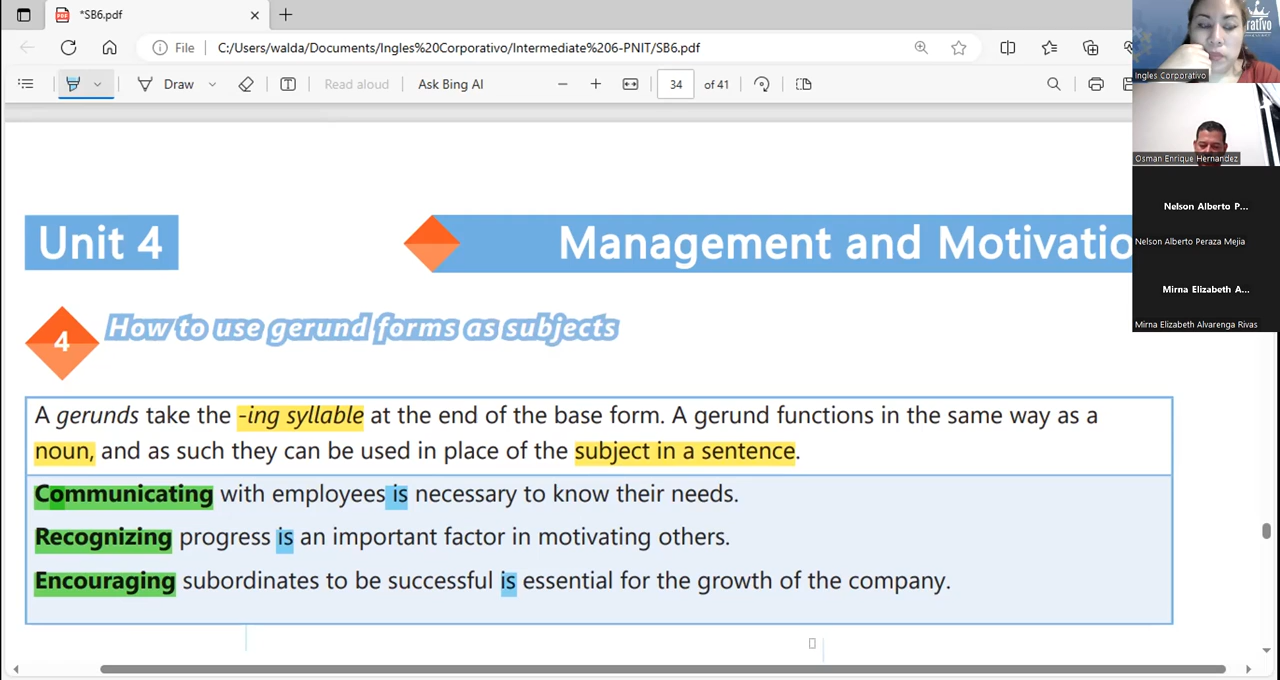 *SB6.pdf
File C:/Users/walda/Documents/Ingles%20Corporativo/Intermediate%206-PNIT/SB6.pdf
Draw Read aloud Ask Bing AI 34 of 41
rativo
Ingles Corporativo
Osman Enrique Hernandez
Nelson Alberto P...
Nelson Alberto Peraza Mejia
Mirna Elizabeth A...
Mirna Elizabeth Alvarenga Rivas
Unit 4 Management and Motivatio
4 How to use gerund forms as subjects
A gerunds take the -ing syllable at the end of the base form. A gerund functions in the same way as a
noun, and as such they can be used in place of the subject in a sentence.
Communicating with employees is necessary to know their needs.
Recognizing progress is an important factor in motivating others.
Encouraging subordinates to be successful is essential for the growth of the company.